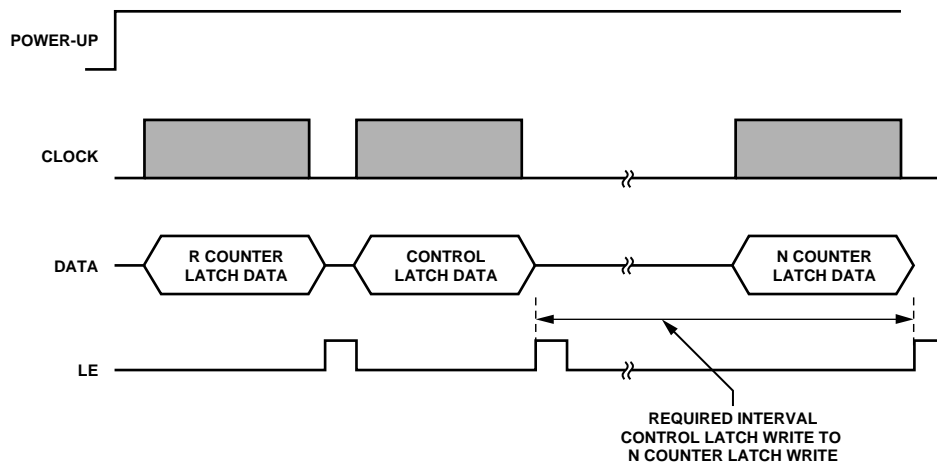 POWER-UP
CLOCK
DATA
R COUNTER
LATCH DATA
CONTROL
LATCH DATA
N COUNTER
LATCH DATA
LE
REQUIRED INTERVAL
CONTROL LATCH WRITE TO
N COUNTER LATCH WRITE